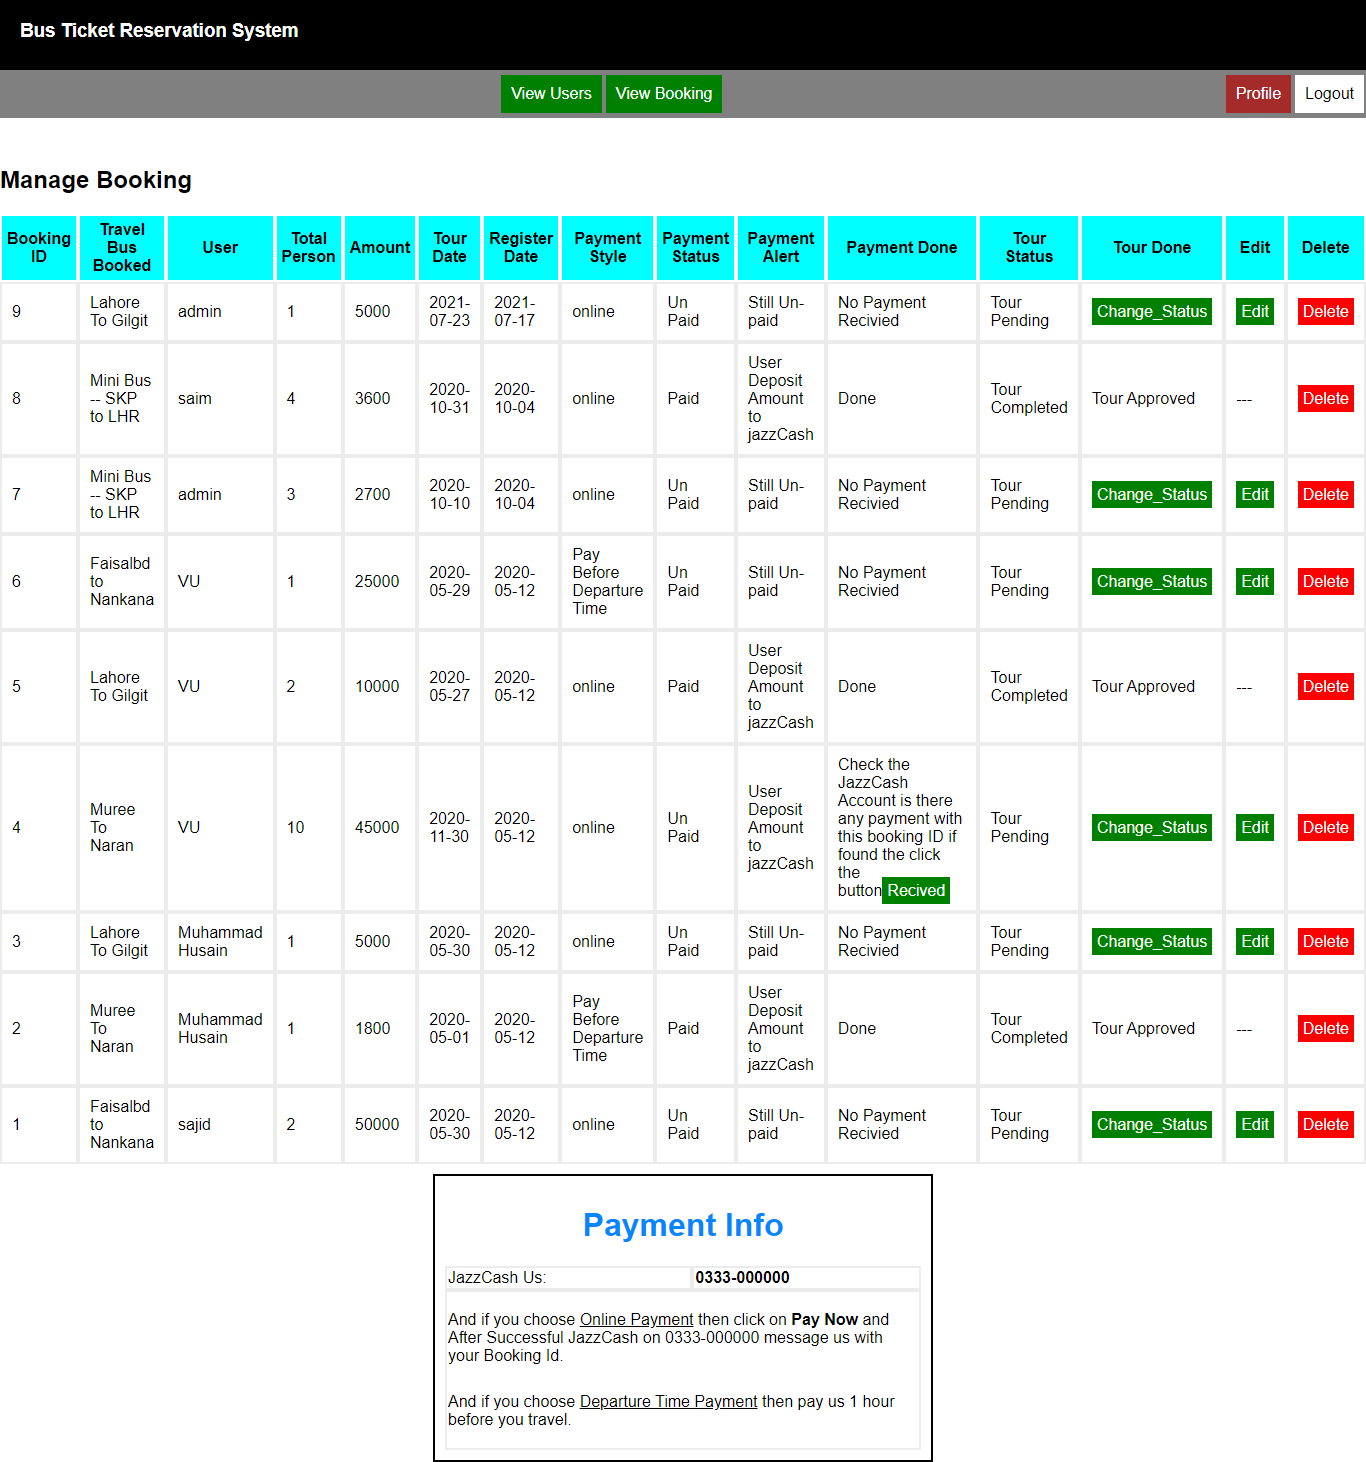 Bus Ticket Reservation System
View Users View Booking Profile Logout
Manage Booking
Booking ID Travel Bus Booked User Total Person Amount Tour Date Register Date Payment Style Payment Status Payment Alert Payment Done Tour Status Tour Done Edit Delete
9 Lahore To Gilgit admin 1 5000 2021-07-23 2021-07-17 online Un Paid Still Un-paid No Payment Recivied Tour Pending Change_Status Edit Delete
8 Mini Bus -- SKP to LHR saim 4 3600 2020-10-31 2020-10-04 online Paid User Deposit Amount to jazzCash Done Tour Completed Tour Approved --- Delete
7 Mini Bus -- SKP to LHR admin 3 2700 2020-10-10 2020-10-04 online Un Paid Still Un-paid No Payment Recivied Tour Pending Change_Status Edit Delete
6 Faisalbd to Nankana VU 1 25000 2020-05-29 2020-05-12 Pay Before Departure Time Un Paid Still Un-paid No Payment Recivied Tour Pending Change_Status Edit Delete
5 Lahore To Gilgit VU 2 10000 2020-05-27 2020-05-12 online Paid User Deposit Amount to jazzCash Done Tour Completed Tour Approved --- Delete
4 Muree To Naran VU 10 45000 2020-11-30 2020-05-12 online Un Paid User Deposit Amount to jazzCash Check the JazzCash Account is there any payment with this booking ID if found the click the button Recived Tour Pending Change_Status Edit Delete
3 Lahore To Gilgit Muhammad Husain 1 5000 2020-05-30 2020-05-12 online Un Paid Still Un-paid No Payment Recivied Tour Pending Change_Status Edit Delete
2 Muree To Naran Muhammad Husain 1 1800 2020-05-01 2020-05-12 Pay Before Departure Time Paid User Deposit Amount to jazzCash Done Tour Completed Tour Approved --- Delete
1 Faisalbd to Nankana sajid 2 50000 2020-05-30 2020-05-12 online Un Paid Still Un-paid No Payment Recivied Tour Pending Change_Status Edit Delete
Payment Info
JazzCash Us: 0333-000000
And if you choose Online Payment then click on Pay Now and
After Successful JazzCash on 0333-000000 message us with
your Booking Id.
And if you choose Departure Time Payment then pay us 1 hour
before you travel.